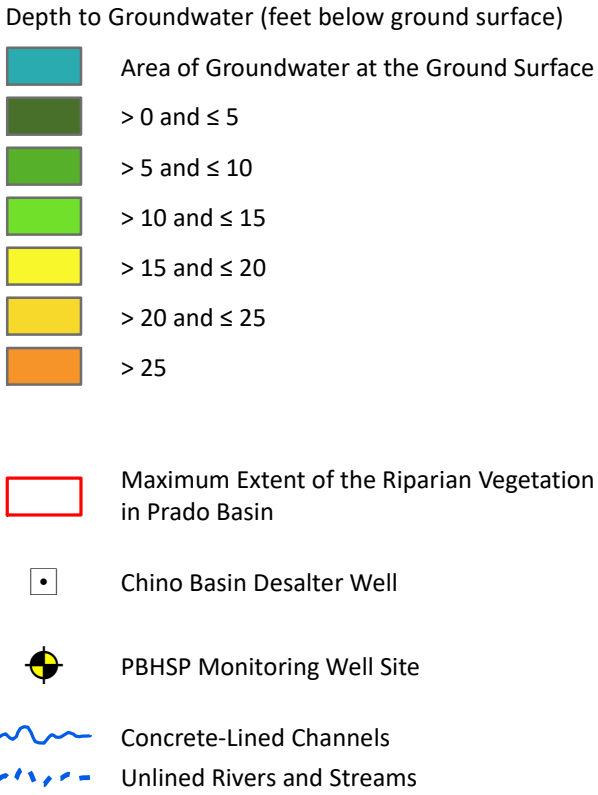 Depth to Groundwater (feet below ground surface)
Area of Groundwater at the Ground Surface
> 0 and ≤ 5
> 5 and ≤ 10
> 10 and ≤ 15
> 15 and ≤ 20
> 20 and ≤ 25
> 25
Maximum Extent of the Riparian Vegetation
in Prado Basin
Chino Basin Desalter Well
PBHSP Monitoring Well Site
Concrete-Lined Channels
Unlined Rivers and Streams